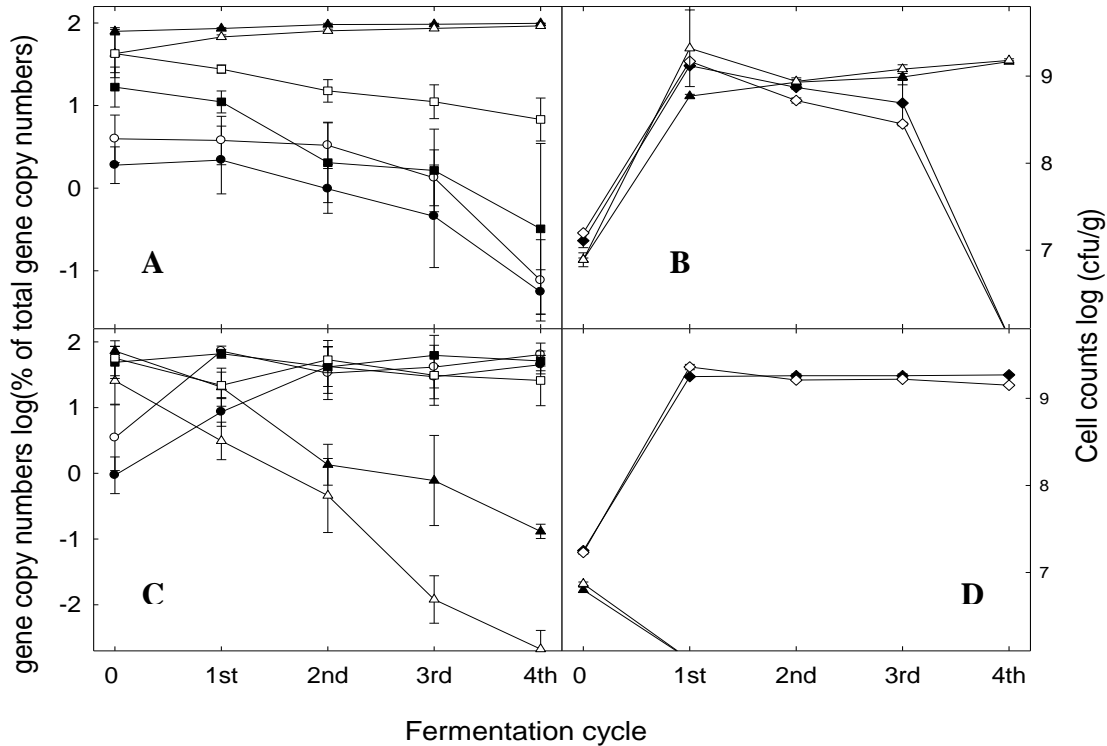 gene copy numbers log(% of total gene copy numbers)
2
1
0
-1
A
B
9
8
7
2
1
0
-1
-2
C
D
9
8
7
Cell counts log (cfu/g)
0 1st 2nd 3rd 4th
0 1st 2nd 3rd 4th
Fermentation cycle